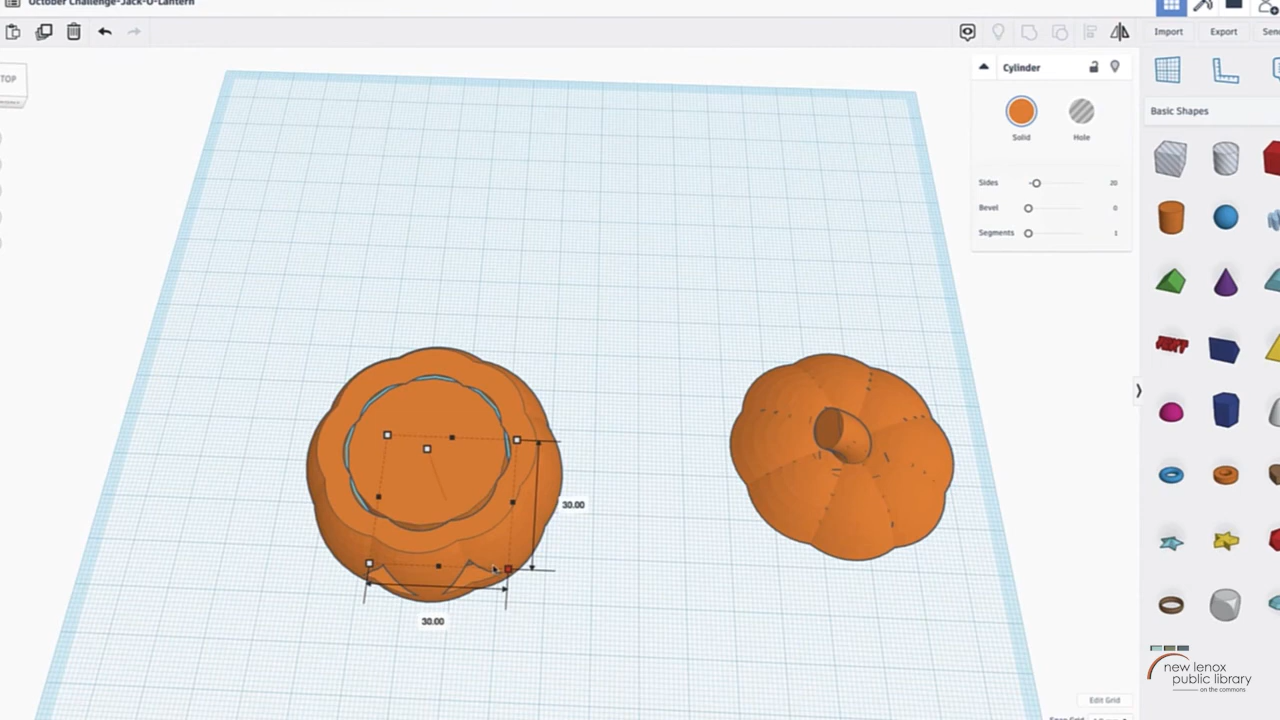 October Challenge-Jack-O-Lantern
Import
Export
TOP
Cylinder
Solid
Hole
Basic Shapes
Sides
20
Bevel
0
Segments
1
TEXT
30.00
30.00
new lenox
public library
on the commons
Edit Grid